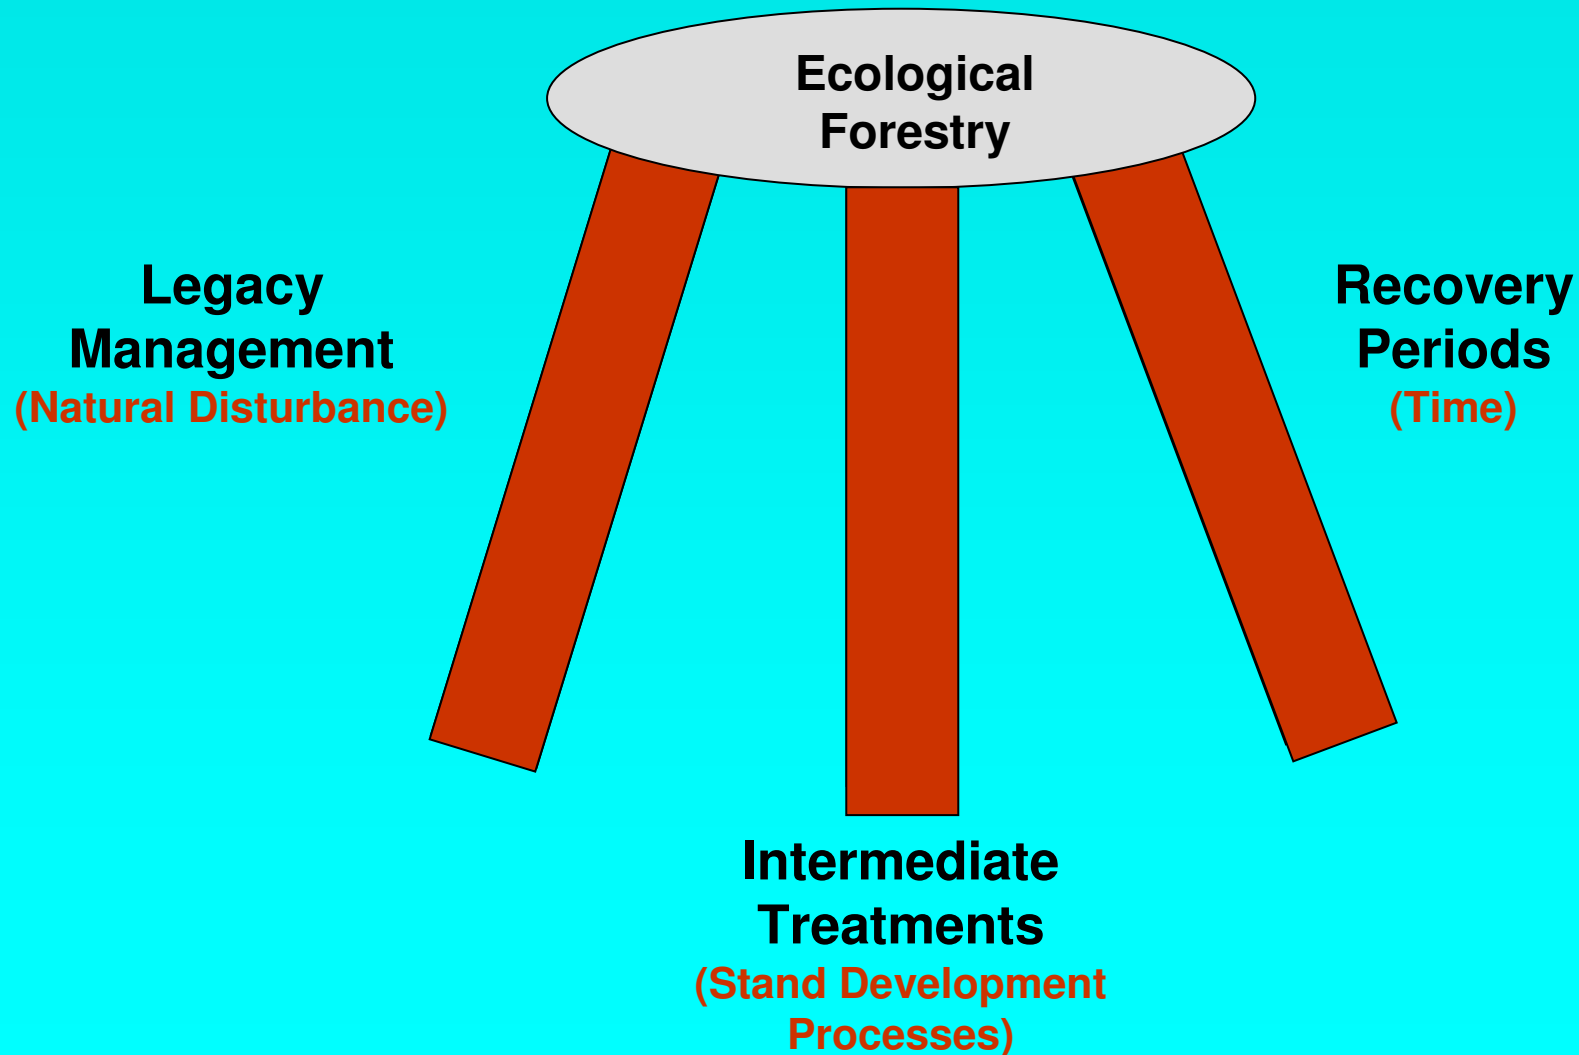 Ecological
Forestry
Legacy
Management
(Natural Disturbance)
Recovery
Periods
(Time)
Intermediate
Treatments
(Stand Development
Processes)